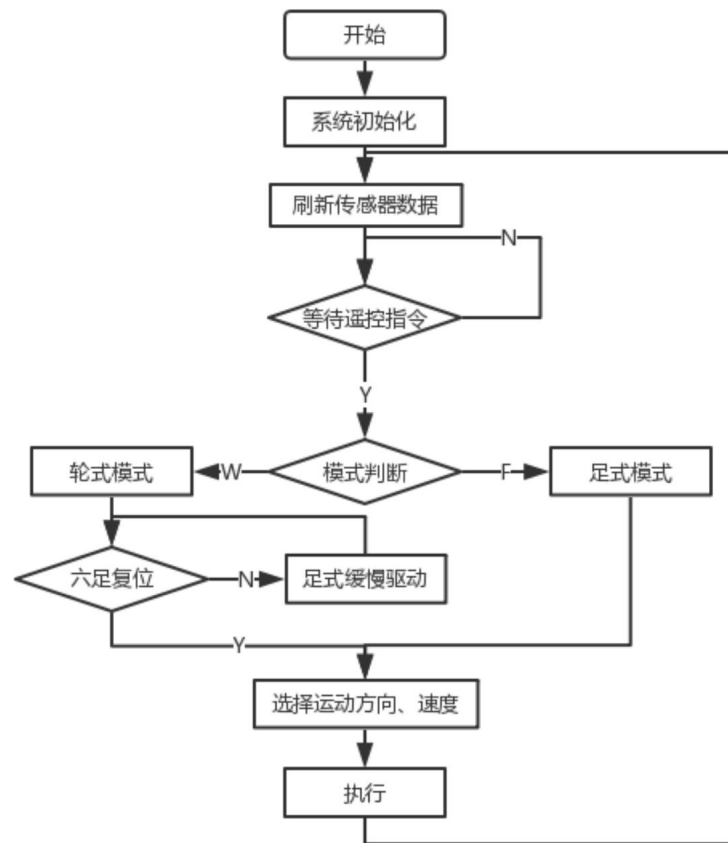 开始
系统初始化
刷新传感器数据
N
等待遥控指令
Y
轮式模式
W
模式判断
F
足式模式
六足复位
N
足式缓慢驱动
Y
选择运动方向、速度
执行